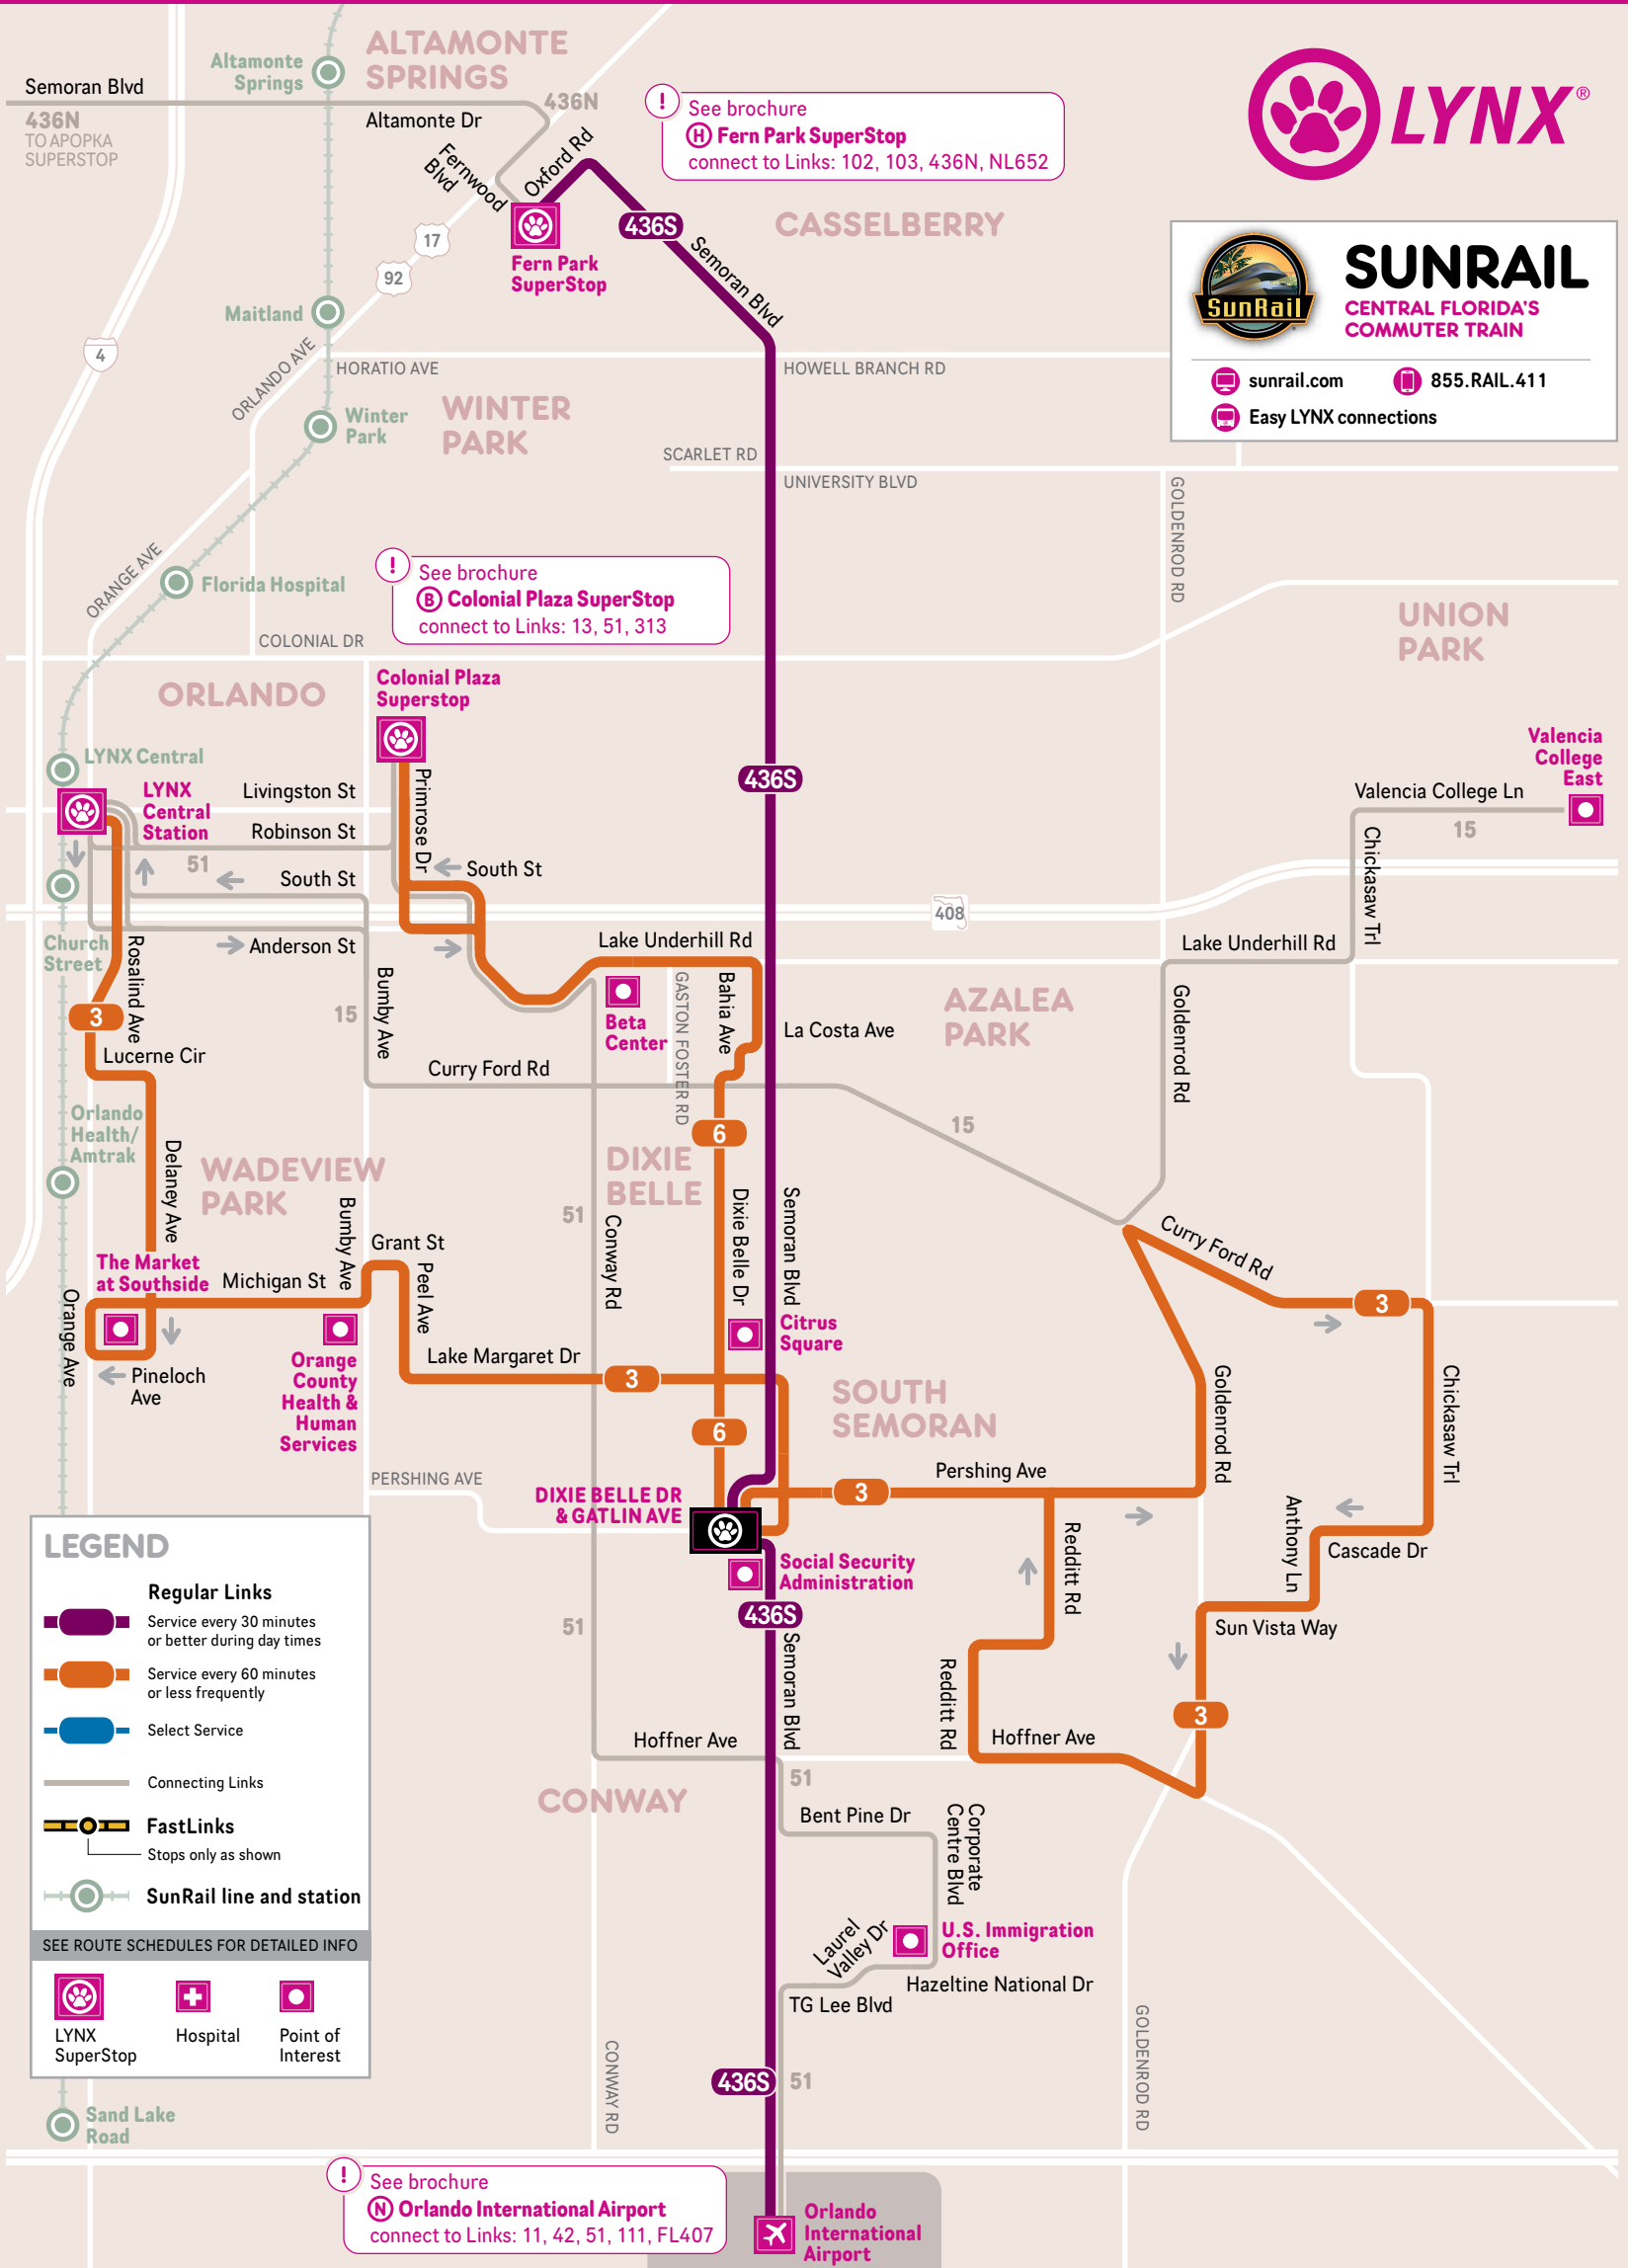 ALTAMONTE
SPRINGS
Altamonte
Springs
Semoran Blvd
436N
TO APOPKA
SUPERSTOP
436N
Altamonte Dr
Fernwood
Blvd
Oxford Rd
!
See brochure
H Fern Park SuperStop
connect to Links: 102, 103, 436N, NL652
LYNX®
17
92
436S
CASSELBERRY
Fern Park
SuperStop
Semoran Blvd
SunRail
SUNRAIL
CENTRAL FLORIDA'S
COMMUTER TRAIN
sunrail.com
855.RAIL.411
Easy LYNX connections
Maitland
4
ORLANDO AVE
HORATIO AVE
HOWELL BRANCH RD
WINTER
PARK
Winter
Park
SCARLET RD
UNIVERSITY BLVD
GOLDENROD RD
ORANGE AVE
Florida Hospital
!
See brochure
B Colonial Plaza SuperStop
connect to Links: 13, 51, 313
UNION
PARK
COLONIAL DR
ORLANDO
Colonial Plaza
Superstop
LYNX Central
LYNX
Central
Station
Livingston St
Robinson St
51
South St
Primrose Dr
South St
436S
Valencia
College
East
Valencia College Ln
15
Chickasaw Trl
408
Church
Street
Anderson St
Rosalind Ave
Bumby Ave
15
3
Lucerne Cir
Lake Underhill Rd
Beta
Center
GASTON FOSTER RD
Bahia Ave
La Costa Ave
AZALEA
PARK
Lake Underhill Rd
Goldenrod Rd
Curry Ford Rd
15
6
Orlando
Health/
Amtrak
Delaney Ave
WADEVIEW
PARK
DIXIE
BELLE
51
Conway Rd
Dixie Belle Dr
Semoran Blvd
Bumby Ave
Grant St
Peel Ave
The Market
at Southside
Michigan St
Orange Ave
Pineloch
Ave
Orange
County
Health &
Human
Services
Lake Margaret Dr
3
Citrus
Square
6
SOUTH
SEMORAN
Curry Ford Rd
3
Goldenrod Rd
Chickasaw Trl
PERSHING AVE
DIXIE BELLE DR
& GATLIN AVE
3
Pershing Ave
Social Security
Administration
436S
Redditt Rd
Anthony Ln
Cascade Dr
Sun Vista Way
51
Semoran Blvd
Redditt Rd
3
Hoffner Ave
Hoffner Ave
51
CONWAY
Bent Pine Dr
Corporate
Centre Blvd
Laurel
Valley Dr
U.S. Immigration
Office
Hazeltine National Dr
TG Lee Blvd
CONWAY RD
GOLDENROD RD
436S
51
LEGEND
Regular Links
Service every 30 minutes
or better during day times
Service every 60 minutes
or less frequently
Select Service
Connecting Links
FastLinks
Stops only as shown
SunRail line and station
SEE ROUTE SCHEDULES FOR DETAILED INFO
LYNX
SuperStop
Hospital
Point of
Interest
Sand Lake
Road
!
See brochure
N Orlando International Airport
connect to Links: 11, 42, 51, 111, FL407
Orlando
International
Airport